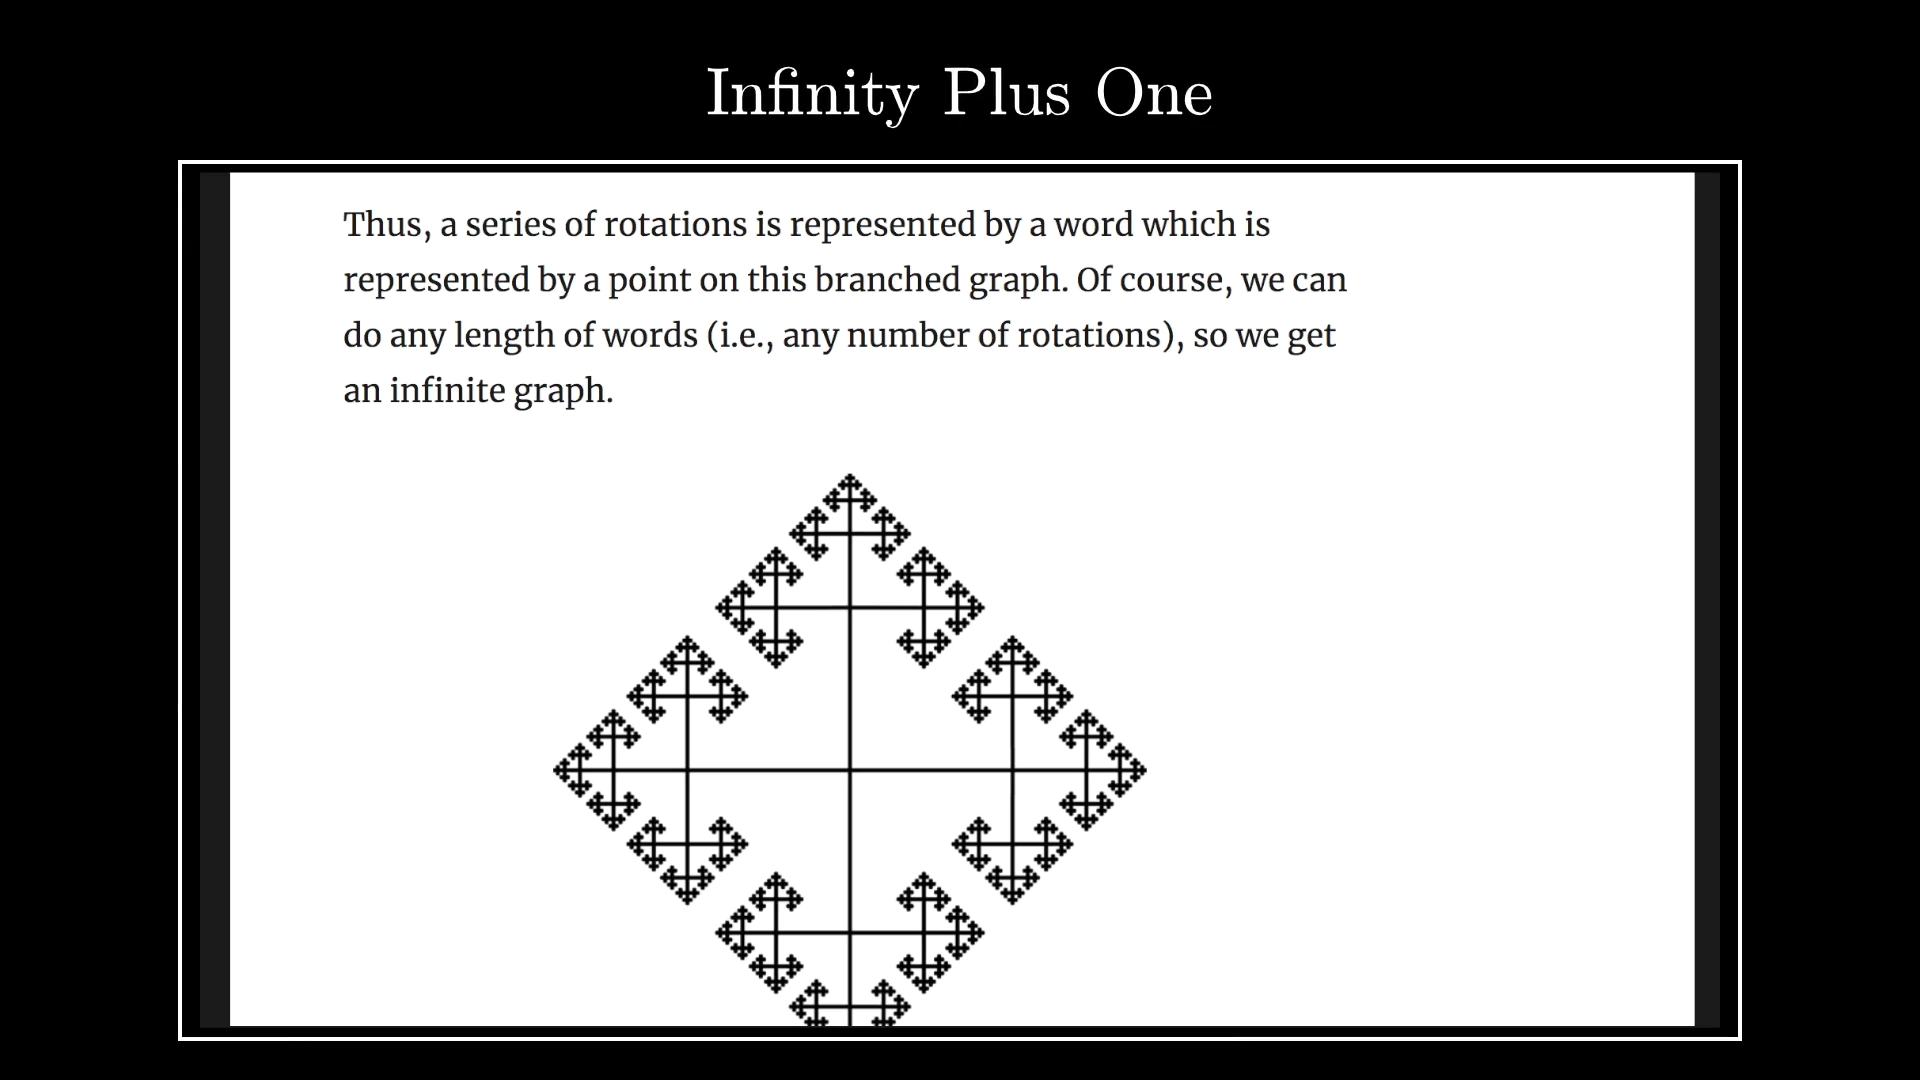 Infinity Plus One
Thus, a series of rotations is represented by a word which is
represented by a point on this branched graph. Of course, we can
do any length of words (i.e., any number of rotations), so we get
an infinite graph.